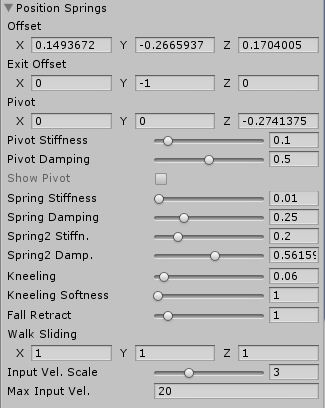 Position Springs
Offset
X 0.1493672 Y -0.2665937 Z 0.1704005
Exit Offset
X 0 Y -1 Z 0
Pivot
X 0 Y 0 Z -0.2741375
Pivot Stiffness 0.1
Pivot Damping 0.5
Show Pivot
Spring Stiffness 0.01
Spring Damping 0.25
Spring2 Stiffn. 0.2
Spring2 Damp. 0.56159
Kneeling 0.06
Kneeling Softness 1
Fall Retract 1
Walk Sliding
X 1 Y 1 Z 1
Input Vel. Scale 3
Max Input Vel. 20